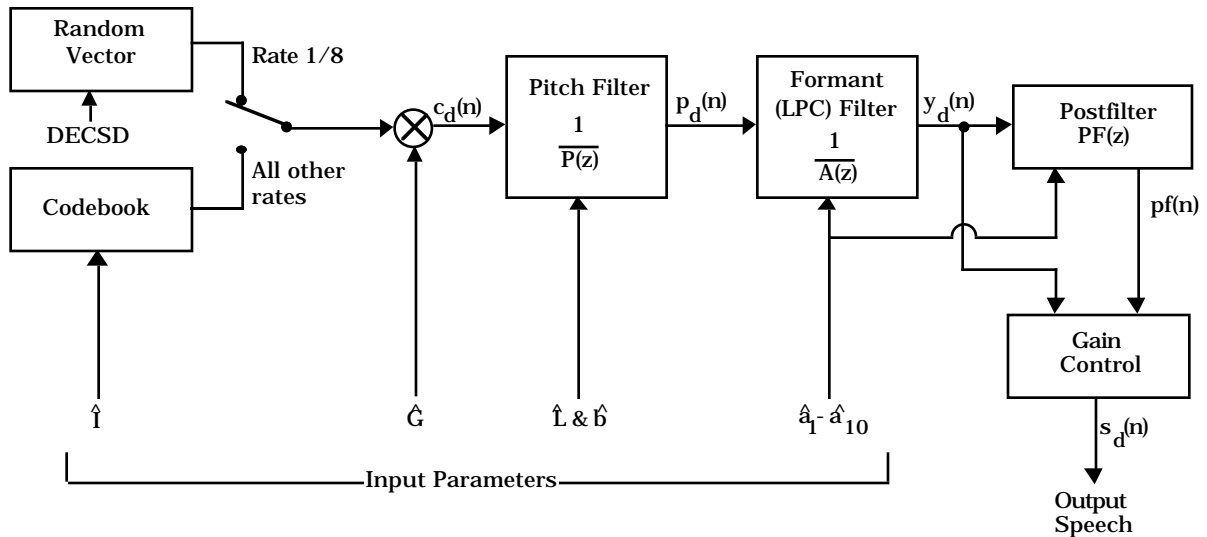 Random
Vector
Rate 1/8
DECSD
Codebook
All other
rates
c_d(n)
Pitch Filter
1
P(z)
p_d(n)
Formant
(LPC) Filter
1
A(z)
y_d(n)
Postfilter
PF(z)
pf(n)
Gain
Control
s_d(n)
Output
Speech
Î
Ĝ
L̂ & b̂
â_1 - â_10
Input Parameters